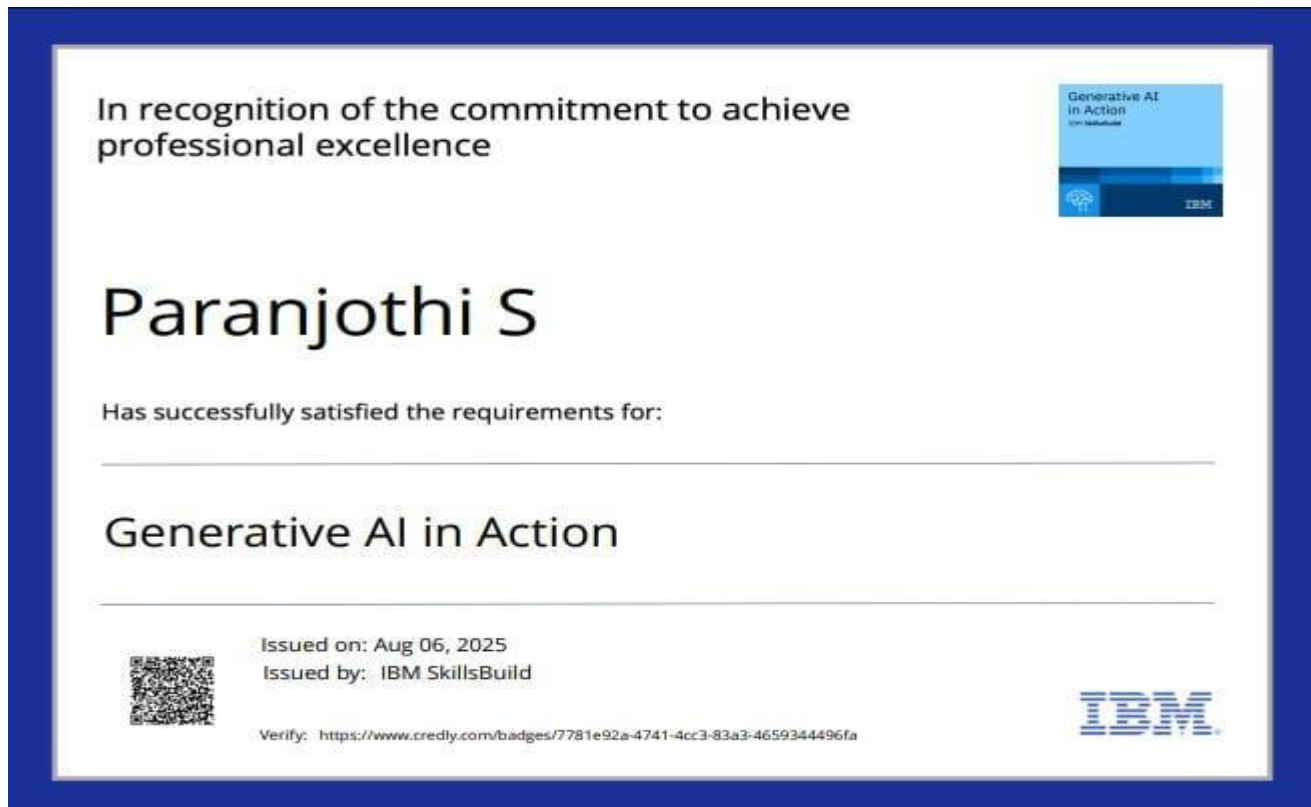 In recognition of the commitment to achieve
professional excellence
Generative AI
in Action
IBM SkillsBuild
IBM
Paranjothi S
Has successfully satisfied the requirements for:
Generative AI in Action
Issued on: Aug 06, 2025
Issued by: IBM SkillsBuild
Verify: https://www.credly.com/badges/7781e92a-4741-4cc3-83a3-4659344496fa
IBM.